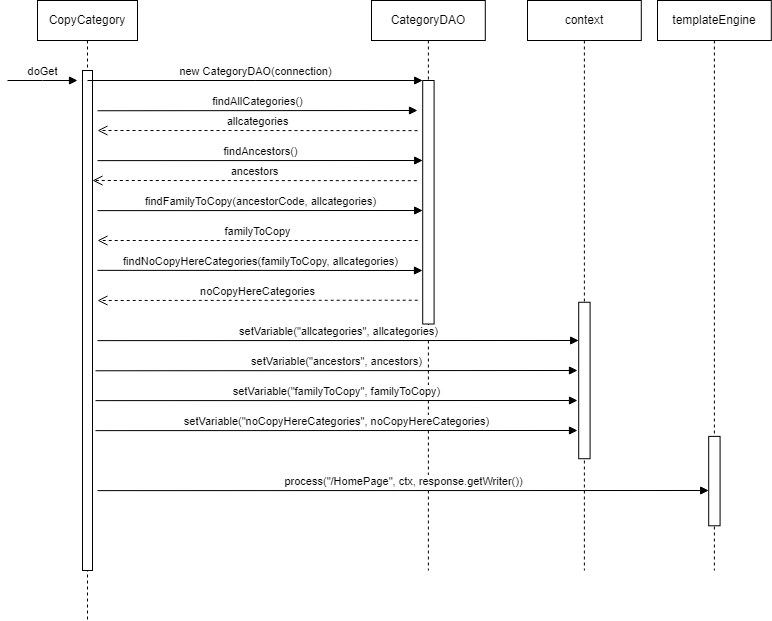 CopyCategory
CategoryDAO
context
templateEngine
doGet
new CategoryDAO(connection)
findAllCategories()
allcategories
findAncestors()
ancestors
findFamilyToCopy(ancestorCode, allcategories)
familyToCopy
findNoCopyHereCategories(familyToCopy, allcategories)
noCopyHereCategories
setVariable("allcategories", allcategories)
setVariable("ancestors", ancestors)
setVariable("familyToCopy", familyToCopy)
setVariable("noCopyHereCategories", noCopyHereCategories)
process("/HomePage", ctx, response.getWriter())